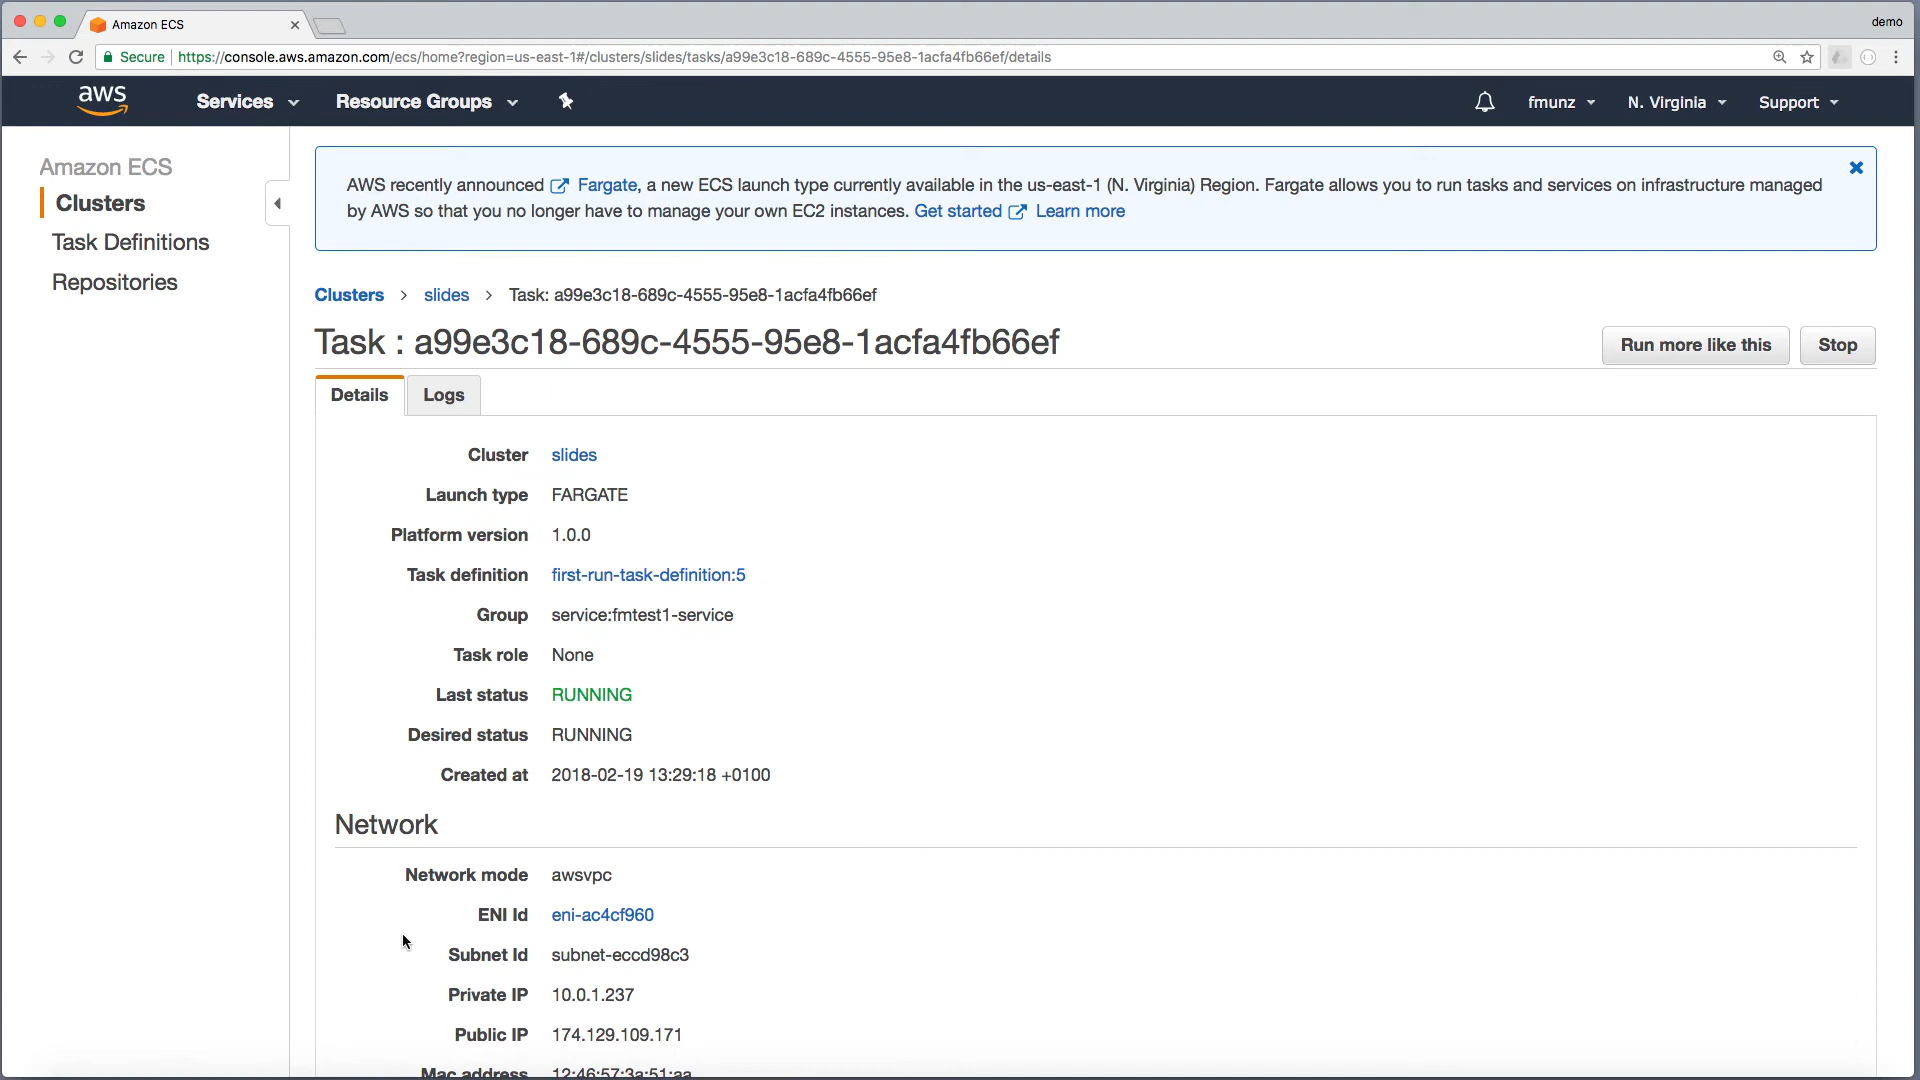 Amazon ECS
demo
Secure https://console.aws.amazon.com/ecs/home?region=us-east-1#/clusters/slides/tasks/a99e3c18-689c-4555-95e8-1acfa4fb66ef/details
aws Services Resource Groups fmunz N. Virginia Support
Amazon ECS
Clusters
Task Definitions
Repositories
AWS recently announced Fargate, a new ECS launch type currently available in the us-east-1 (N. Virginia) Region. Fargate allows you to run tasks and services on infrastructure managed
by AWS so that you no longer have to manage your own EC2 instances. Get started Learn more
Clusters > slides > Task: a99e3c18-689c-4555-95e8-1acfa4fb66ef
Task : a99e3c18-689c-4555-95e8-1acfa4fb66ef
Run more like this Stop
Details Logs
Cluster slides
Launch type FARGATE
Platform version 1.0.0
Task definition first-run-task-definition:5
Group service:fmtest1-service
Task role None
Last status RUNNING
Desired status RUNNING
Created at 2018-02-19 13:29:18 +0100
Network
Network mode awsvpc
ENI Id eni-ac4cf960
Subnet Id subnet-eccd98c3
Private IP 10.0.1.237
Public IP 174.129.109.171
Mac address 12:46:57:3a:51:aa